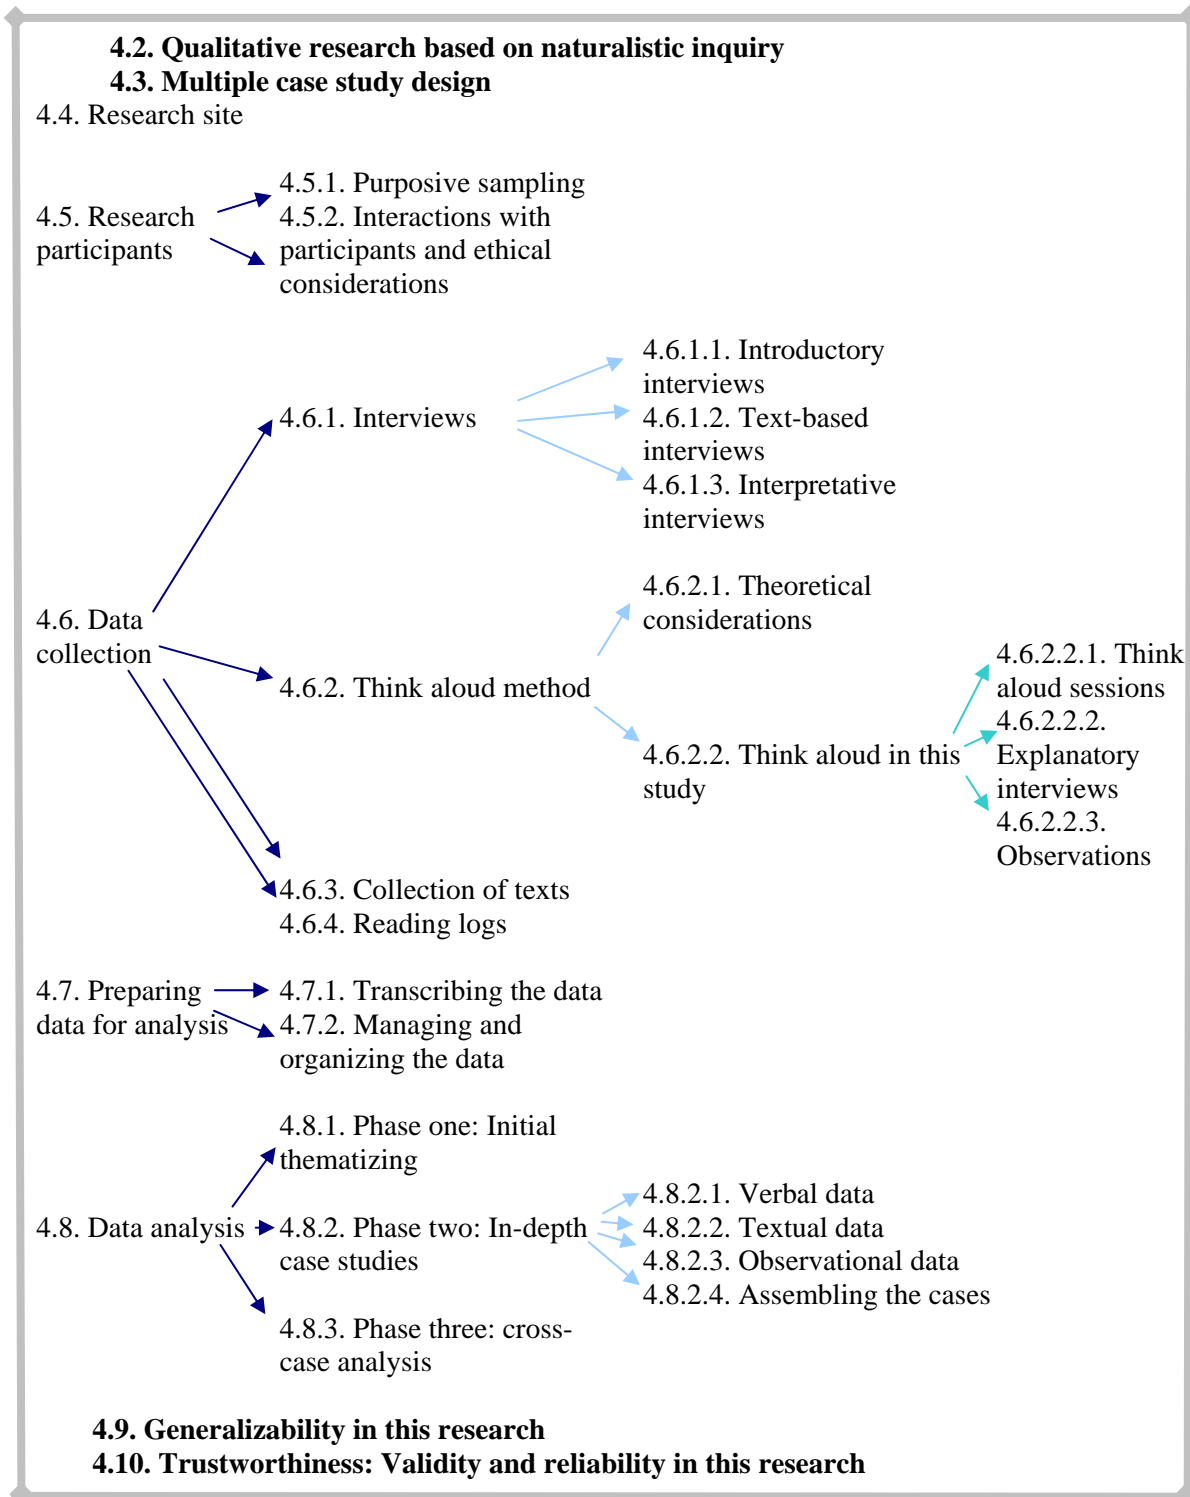 4.2. Qualitative research based on naturalistic inquiry
4.3. Multiple case study design
4.4. Research site
4.5. Research
participants
4.5.1. Purposive sampling
4.5.2. Interactions with
participants and ethical
considerations
4.6. Data
collection
4.6.1. Interviews
4.6.1.1. Introductory
interviews
4.6.1.2. Text-based
interviews
4.6.1.3. Interpretative
interviews
4.6.2. Think aloud method
4.6.2.1. Theoretical
considerations
4.6.2.2. Think aloud in this
study
4.6.2.2.1. Think
aloud sessions
4.6.2.2.2.
Explanatory
interviews
4.6.2.2.3.
Observations
4.6.3. Collection of texts
4.6.4. Reading logs
4.7. Preparing
data for analysis
4.7.1. Transcribing the data
4.7.2. Managing and
organizing the data
4.8. Data analysis
4.8.1. Phase one: Initial
thematizing
4.8.2. Phase two: In-depth
case studies
4.8.2.1. Verbal data
4.8.2.2. Textual data
4.8.2.3. Observational data
4.8.2.4. Assembling the cases
4.8.3. Phase three: cross-
case analysis
4.9. Generalizability in this research
4.10. Trustworthiness: Validity and reliability in this research